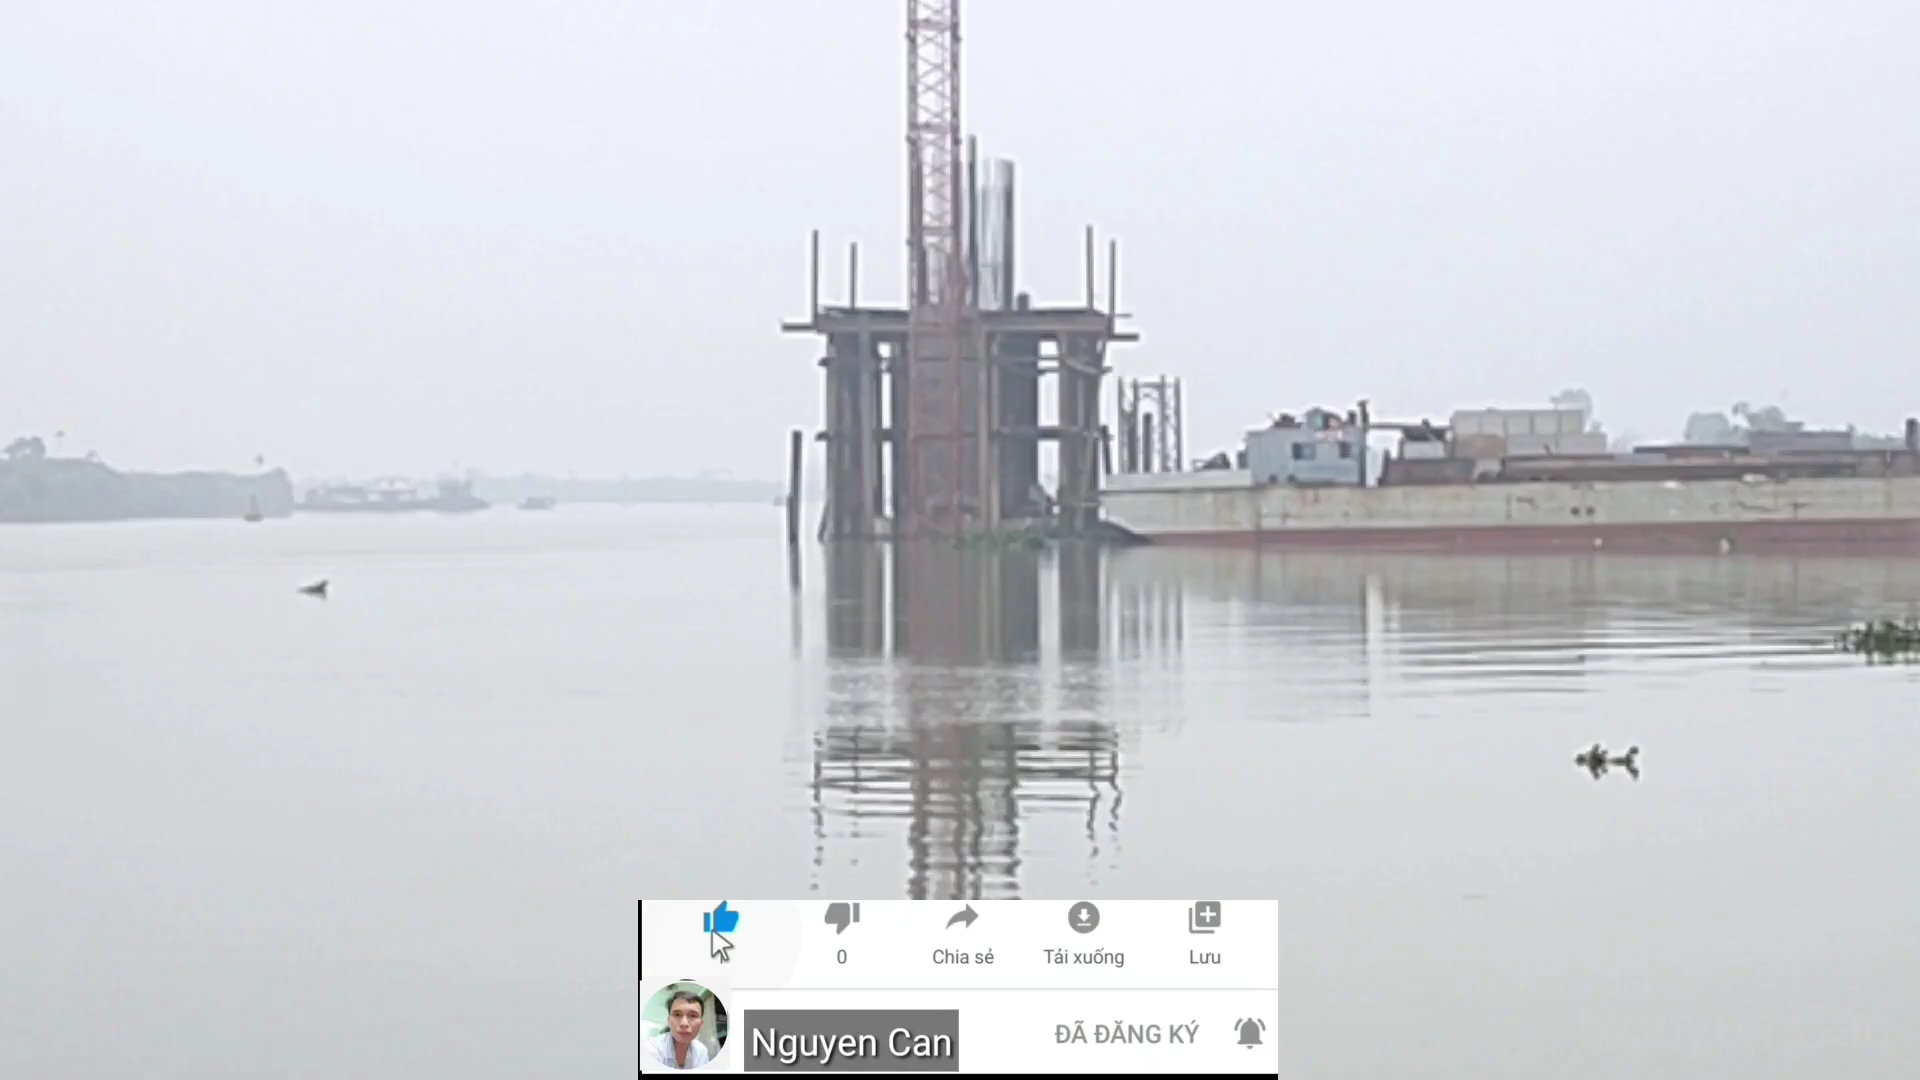 0
Chia sẻ
Tải xuống
Lưu
Nguyen Can
ĐÃ ĐĂNG KÝ